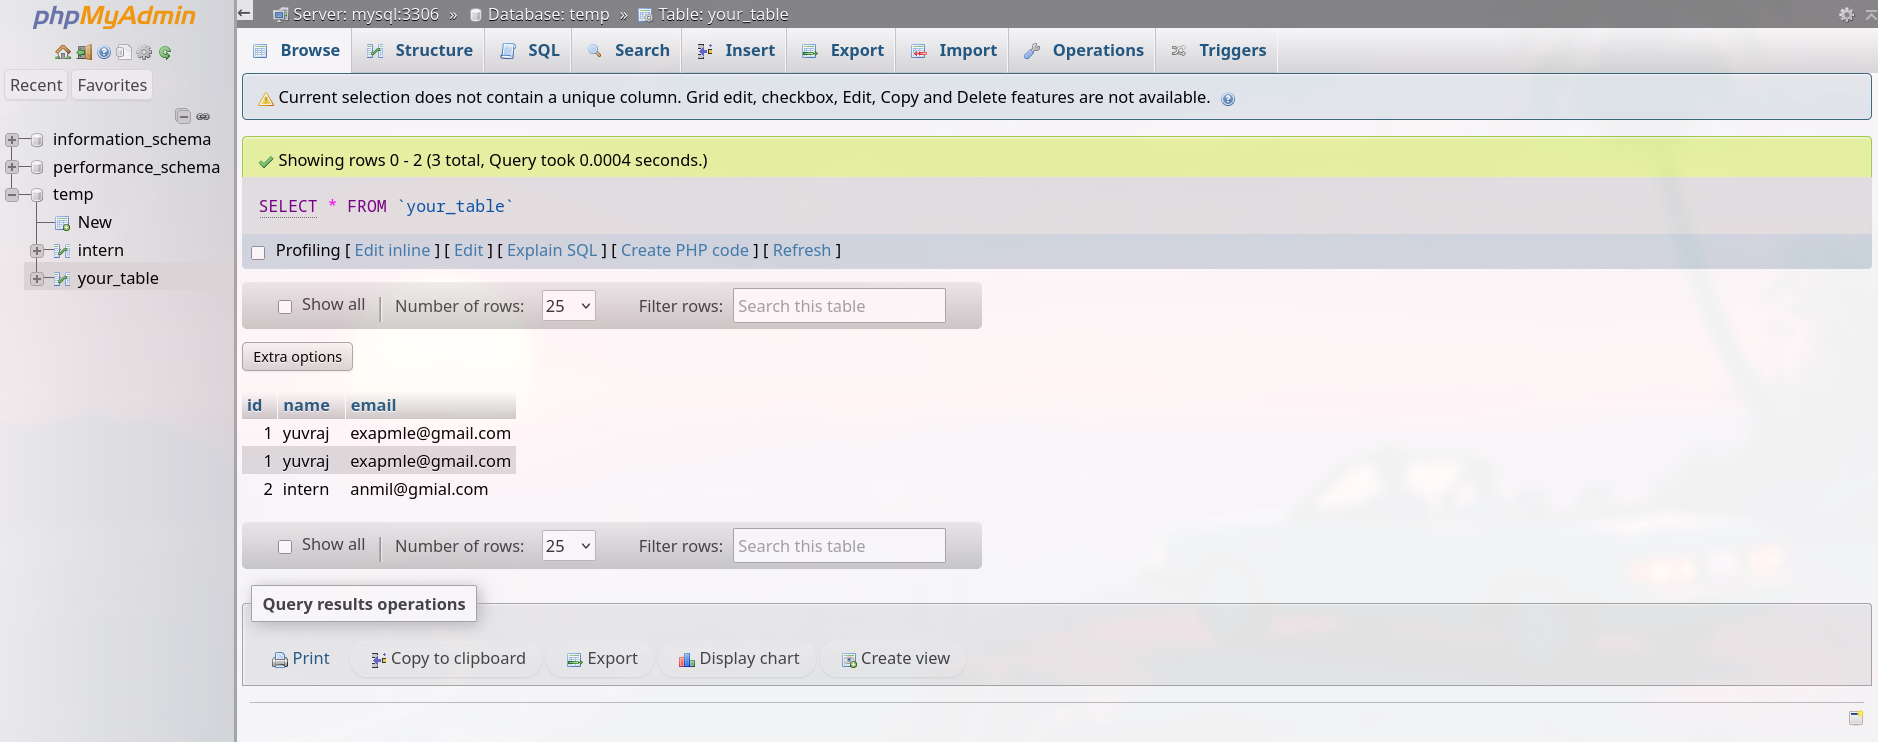 phpMyAdmin
Recent Favorites
information_schema
performance_schema
temp
New
intern
your_table
Server: mysql:3306 » Database: temp » Table: your_table
Browse Structure SQL Search Insert Export Import Operations Triggers
Current selection does not contain a unique column. Grid edit, checkbox, Edit, Copy and Delete features are not available.
Showing rows 0 - 2 (3 total, Query took 0.0004 seconds.)
SELECT * FROM `your_table`
Profiling [ Edit inline ] [ Edit ] [ Explain SQL ] [ Create PHP code ] [ Refresh ]
Show all Number of rows: 25 Filter rows: Search this table
Extra options
id name email
1 yuvraj exapmle@gmail.com
1 yuvraj exapmle@gmail.com
2 intern anmil@gmial.com
Show all Number of rows: 25 Filter rows: Search this table
Query results operations
Print Copy to clipboard Export Display chart Create view